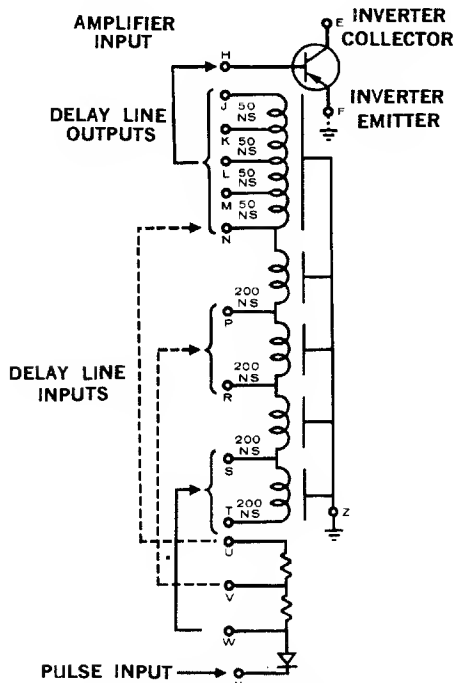 AMPLIFIER INPUT
INVERTER COLLECTOR
E
H
DELAY LINE OUTPUTS
INVERTER EMITTER
F
J
50 NS
K
50 NS
L
50 NS
M
50 NS
N
200 NS
P
DELAY LINE INPUTS
200 NS
R
200 NS
S
200 NS
T
Z
U
V
W
PULSE INPUT